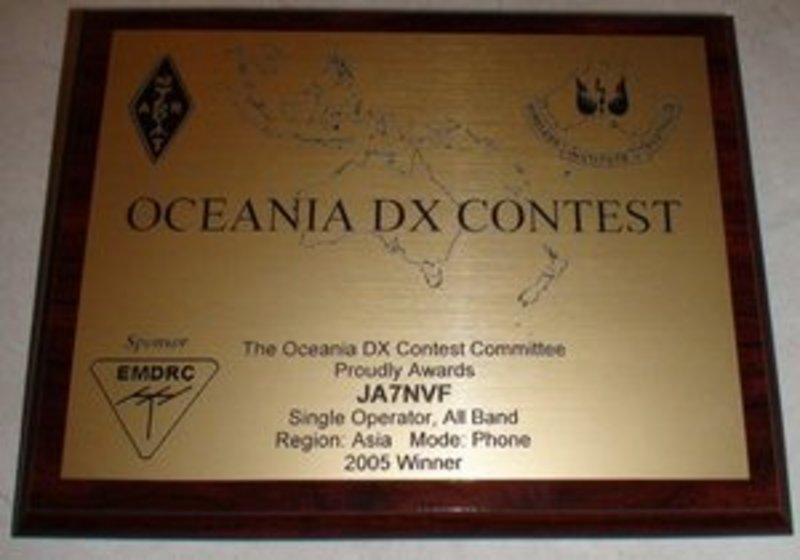 OCEANIA DX CONTEST
Sponsor
EMDRC
The Oceania DX Contest Committee
Proudly Awards
JA7NVF
Single Operator, All Band
Region: Asia Mode: Phone
2005 Winner